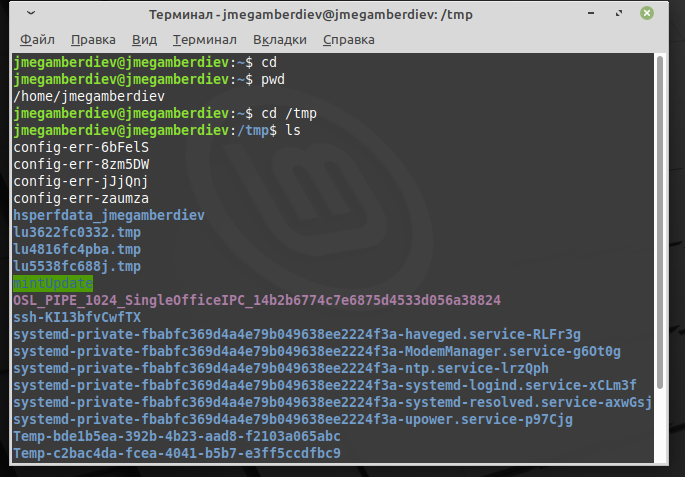 Терминал - jmegamberdiev@jmegamberdiev: /tmp
Файл Правка Вид Терминал Вкладки Справка
jmegamberdiev@jmegamberdiev:~$ cd
jmegamberdiev@jmegamberdiev:~$ pwd
/home/jmegamberdiev
jmegamberdiev@jmegamberdiev:~$ cd /tmp
jmegamberdiev@jmegamberdiev:/tmp$ ls
config-err-6bFelS
config-err-8zm5DW
config-err-jJjQnj
config-err-zaumza
hsperfdata_jmegamberdiev
lu3622fc0332.tmp
lu4816fc4pba.tmp
lu5538fc608j.tmp
mintUpdate
OSL_PIPE_1024_SingleOfficeIPC_14b2b6774c7e6875d4533d056a38824
ssh-KI13bfvCwfTX
systemd-private-fbabfc369d4a4e79b049638ee2224f3a-haveged.service-RLFr3g
systemd-private-fbabfc369d4a4e79b049638ee2224f3a-ModemManager.service-g6Ot0g
systemd-private-fbabfc369d4a4e79b049638ee2224f3a-ntp.service-lrzQph
systemd-private-fbabfc369d4a4e79b049638ee2224f3a-systemd-logind.service-xCLm3f
systemd-private-fbabfc369d4a4e79b049638ee2224f3a-systemd-resolved.service-axwGsj
systemd-private-fbabfc369d4a4e79b049638ee2224f3a-upower.service-p97Cjg
Temp-bde1b5ea-392b-4b23-aad8-f2103a065abc
Temp-c2bac4da-fcea-4041-b5b7-e3ff5ccdfbc9